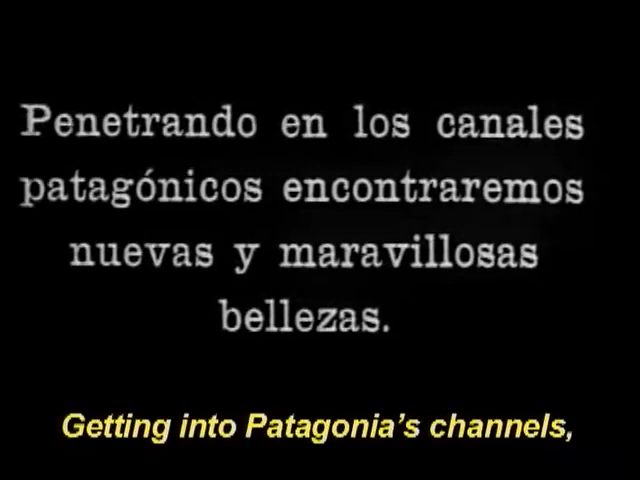 Penetrando en los canales
patagónicos encontraremos
nuevas y maravillosas
bellezas.
Getting into Patagonia's channels,